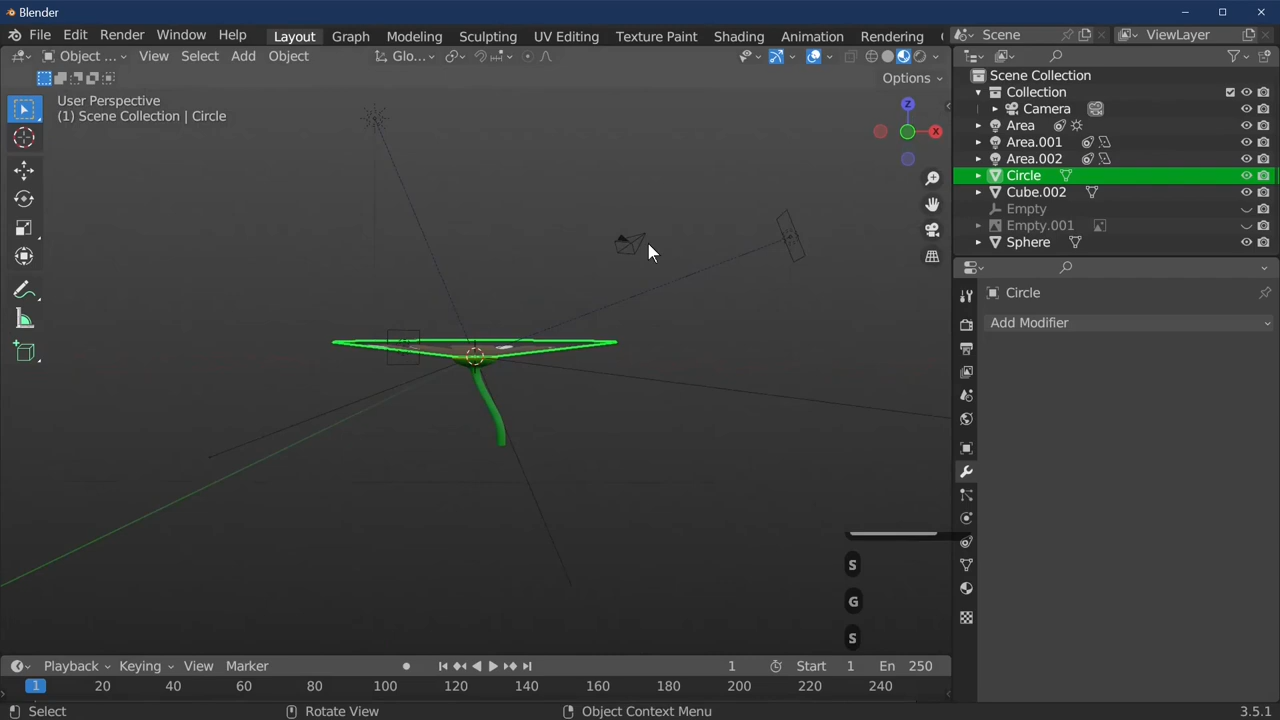 Blender
File Edit Render Window Help Layout Graph Modeling Sculpting UV Editing Texture Paint Shading Animation Rendering Scene ViewLayer
Object ... View Select Add Object Glo...
Options
User Perspective
(1) Scene Collection | Circle
Z
X
Scene Collection
Collection
Camera
Area
Area.001
Area.002
Circle
Cube.002
Empty
Empty.001
Sphere
Circle
Add Modifier
S
G
S
Playback Keying View Marker 1 Start 1 En 250
1 20 40 60 80 100 120 140 160 180 200 220 240
Select Rotate View Object Context Menu 3.5.1